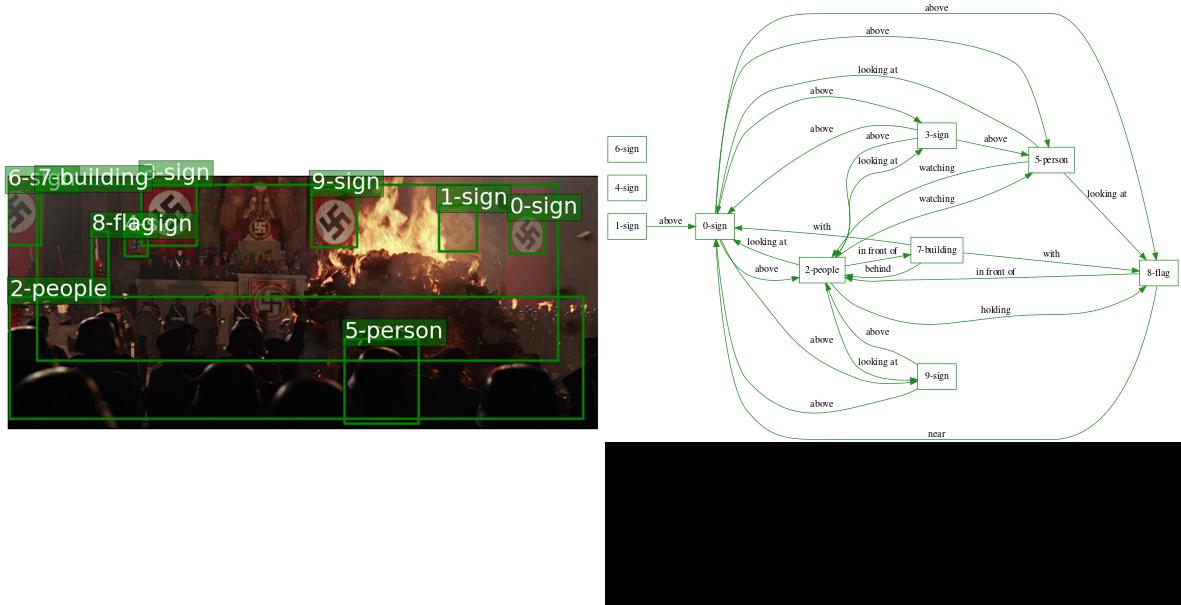 6-sign
7-building
3-sign
9-sign
1-sign
0-sign
8-flag
4-sign
2-people
5-person
above
above
looking at
above
above
above
looking at
above
watching
watching
above
with
looking at
above
in front of
behind
with
in front of
holding
above
above
looking at
above
near
6-sign
4-sign
1-sign
0-sign
3-sign
5-person
2-people
7-building
8-flag
9-sign